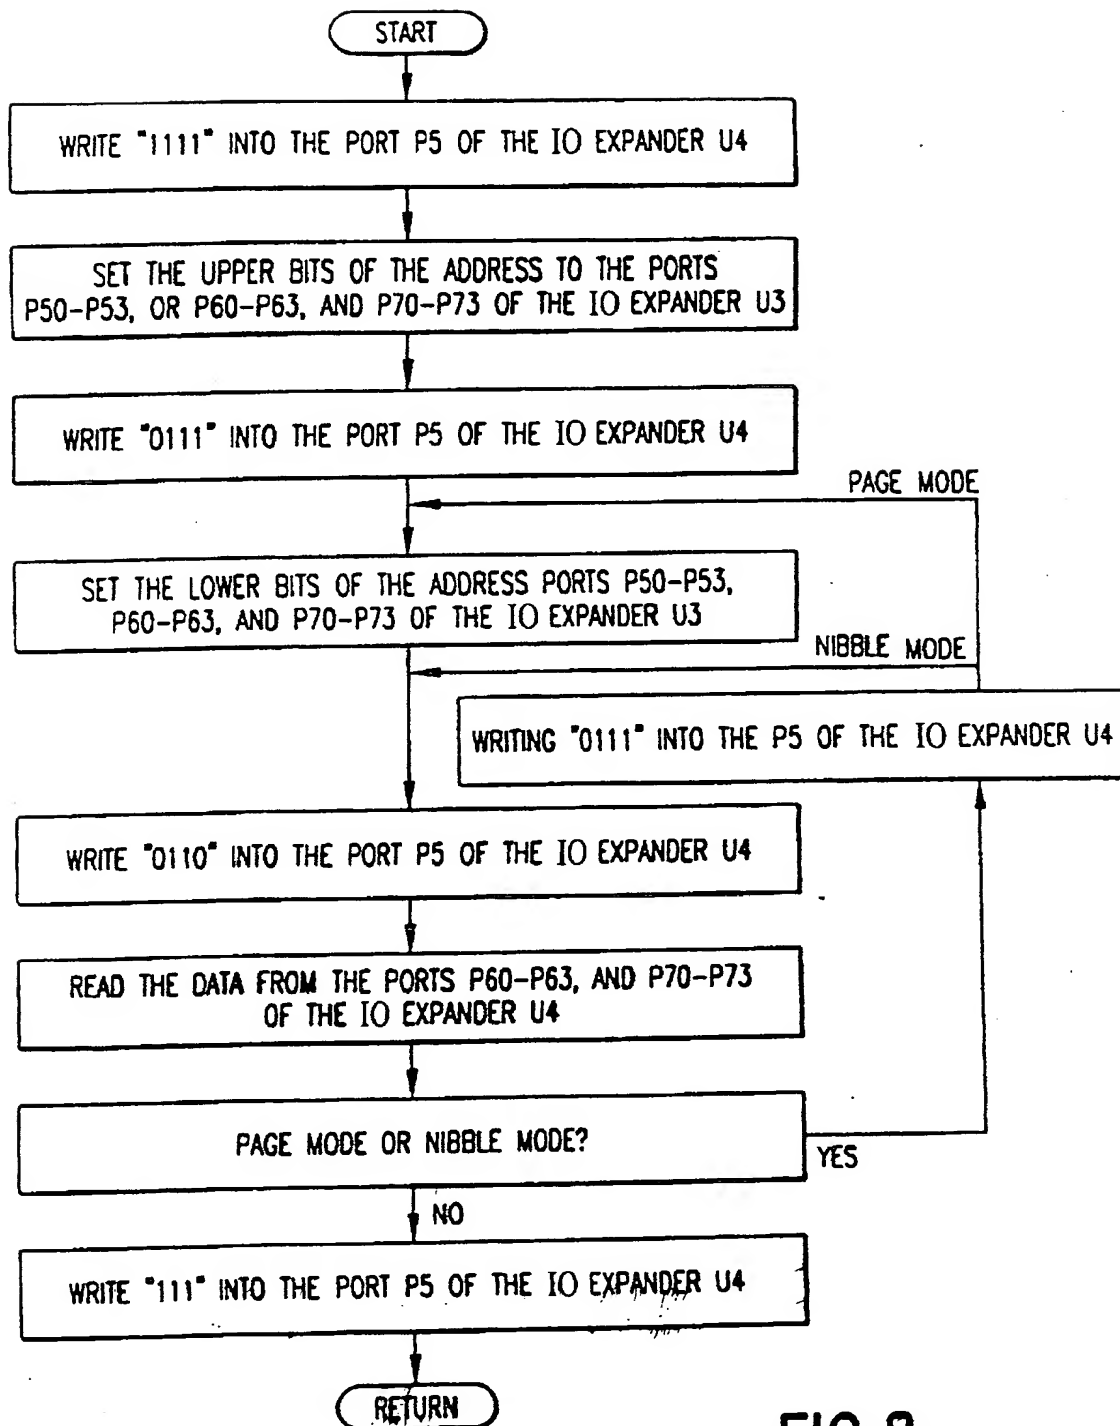 START
WRITE "1111" INTO THE PORT P5 OF THE IO EXPANDER U4
SET THE UPPER BITS OF THE ADDRESS TO THE PORTS
P50-P53, OR P60-P63, AND P70-P73 OF THE IO EXPANDER U3
WRITE "0111" INTO THE PORT P5 OF THE IO EXPANDER U4
PAGE MODE
SET THE LOWER BITS OF THE ADDRESS PORTS P50-P53,
P60-P63, AND P70-P73 OF THE IO EXPANDER U3
NIBBLE MODE
WRITING "0111" INTO THE P5 OF THE IO EXPANDER U4
WRITE "0110" INTO THE PORT P5 OF THE IO EXPANDER U4
READ THE DATA FROM THE PORTS P60-P63, AND P70-P73
OF THE IO EXPANDER U4
PAGE MODE OR NIBBLE MODE?
YES
NO
WRITE "111" INTO THE PORT P5 OF THE IO EXPANDER U4
RETURN